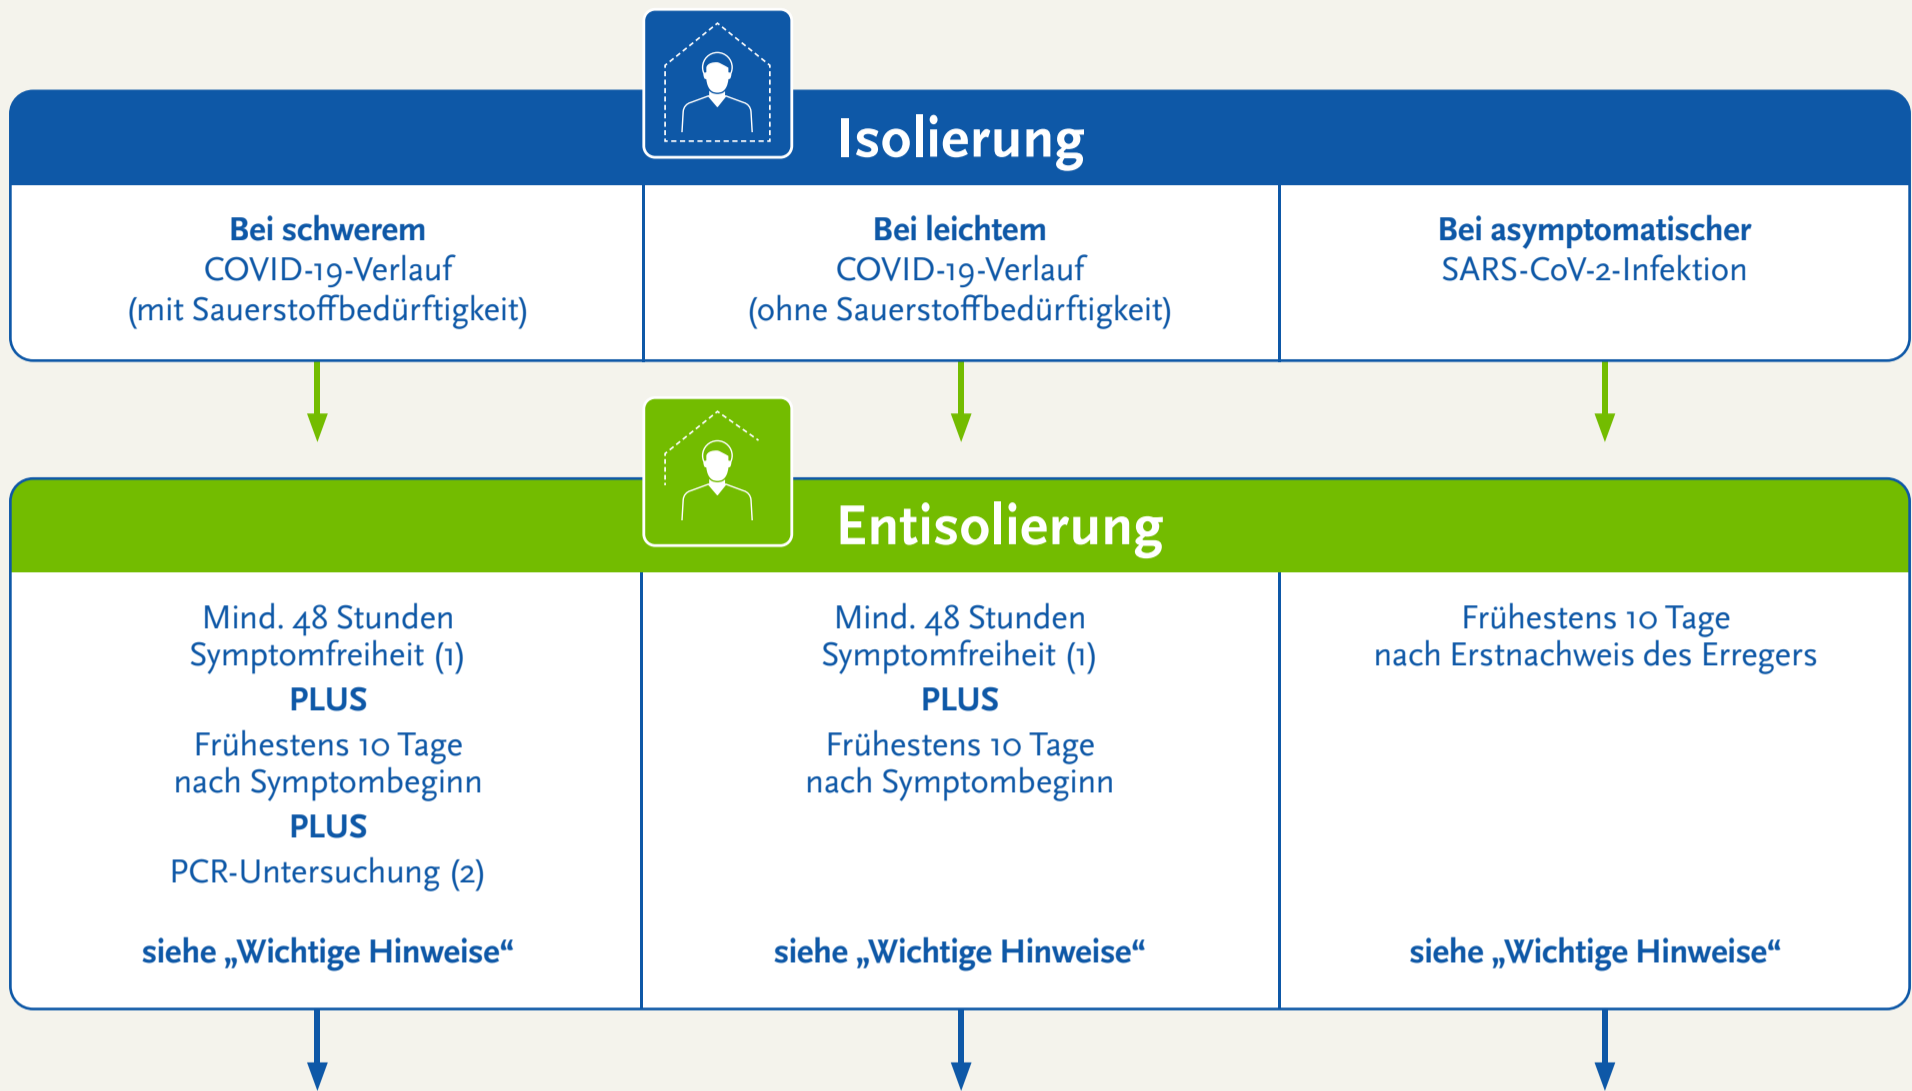 Isolierung
Bei schwerem
COVID-19-Verlauf
(mit Sauerstoffbedürftigkeit)
Bei leichtem
COVID-19-Verlauf
(ohne Sauerstoffbedürftigkeit)
Bei asymptomatischer
SARS-CoV-2-Infektion
Entisolierung
Mind. 48 Stunden
Symptomfreiheit (1)
PLUS
Frühestens 10 Tage
nach Symptombeginn
PLUS
PCR-Untersuchung (2)
siehe „Wichtige Hinweise“
Mind. 48 Stunden
Symptomfreiheit (1)
PLUS
Frühestens 10 Tage
nach Symptombeginn
siehe „Wichtige Hinweise“
Frühestens 10 Tage
nach Erstnachweis des Erregers
siehe „Wichtige Hinweise“